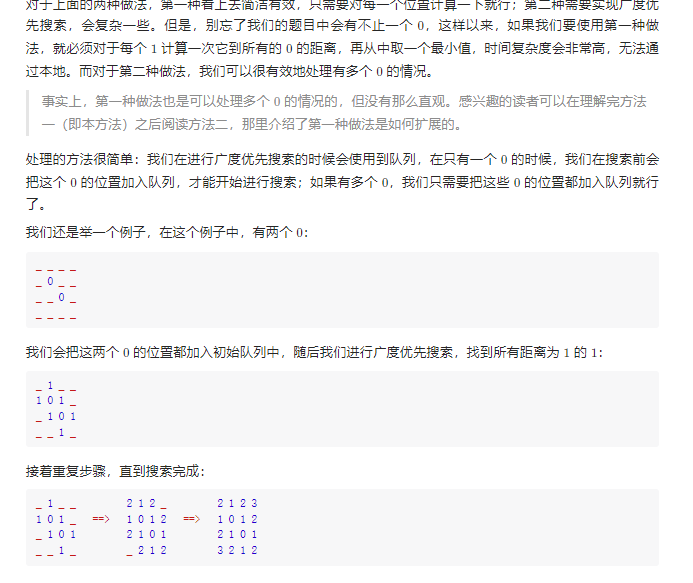 对于上面的两种做法，第一种看上去简洁有效，只需要对每一个位置计算一下就行；第二种需要实现广度优
先搜索，会复杂一些。但是，别忘了我们的题目中会有不止一个 0，这样以来，如果我们要使用第一种做
法，就必须对于每个 1 计算一次它到所有的 0 的距离，再从中取一个最小值，时间复杂度会非常高，无法通
过本地。而对于第二种做法，我们可以很有效地处理有多个 0 的情况。
事实上，第一种做法也是可以处理多个 0 的情况的，但没有那么直观。感兴趣的读者可以在理解完方法
一（即本方法）之后阅读方法二，那里介绍了第一种做法是如何扩展的。
处理的方法很简单：我们在进行广度优先搜索的时候会使用到队列，在只有一个 0 的时候，我们在搜索前会
把这个 0 的位置加入队列，才能开始进行搜索；如果有多个 0，我们只需要把这些 0 的位置都加入队列就行
了。
我们还是举一个例子，在这个例子中，有两个 0：
_ _ _ _
_ 0 _ _
_ _ 0 _
_ _ _ _
我们会把这两个 0 的位置都加入初始队列中，随后我们进行广度优先搜索，找到所有距离为 1 的 1：
_ 1 _ _
1 0 1 _
_ 1 0 1
_ _ 1 _
接着重复步骤，直到搜索完成：
_ 1 _ _         2 1 2 _         2 1 2 3
1 0 1 _   ==>   1 0 1 2   ==>   1 0 1 2
_ 1 0 1         2 1 0 1         2 1 0 1
_ _ 1 _         _ 2 1 2         3 2 1 2